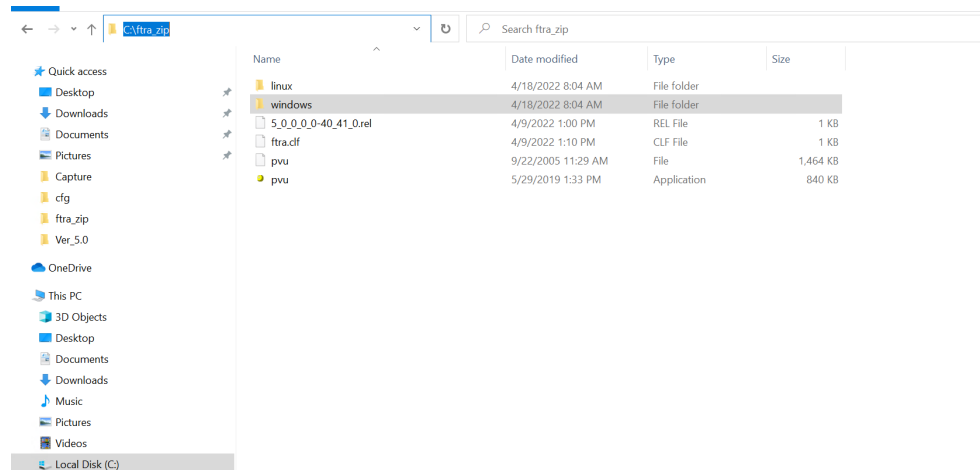 C:\ftra_zip
Search ftra_zip
Name Date modified Type Size
Quick access
Desktop
Downloads
Documents
Pictures
Capture
cfg
ftra_zip
Ver_5.0
OneDrive
This PC
3D Objects
Desktop
Documents
Downloads
Music
Pictures
Videos
Local Disk (C:)
linux 4/18/2022 8:04 AM File folder
windows 4/18/2022 8:04 AM File folder
5_0_0_0_0-40_41_0.rel 4/9/2022 1:00 PM REL File 1 KB
ftra.clf 4/9/2022 1:10 PM CLF File 1 KB
pvu 9/22/2005 11:29 AM File 1,464 KB
pvu 5/29/2019 1:33 PM Application 840 KB